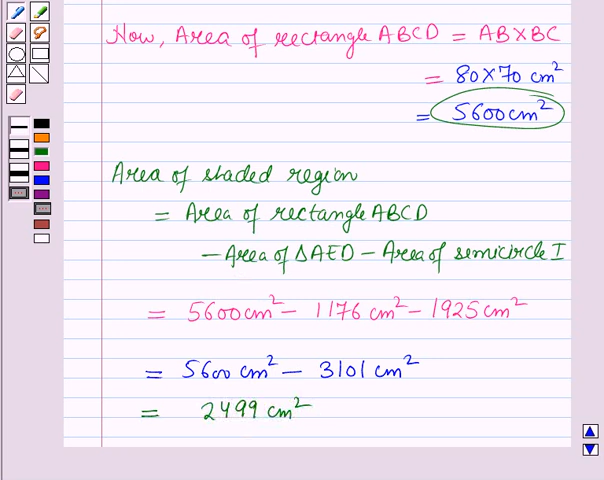 Now, Area of rectangle ABCD = AB×BC
= 80×70 cm²
= 5600cm²
Area of shaded region
= Area of rectangle ABCD
– Area of ΔAED – Area of semicircle I
= 5600cm² – 1176 cm² – 1925 cm²
= 5600 cm² – 3101 cm²
= 2499 cm²